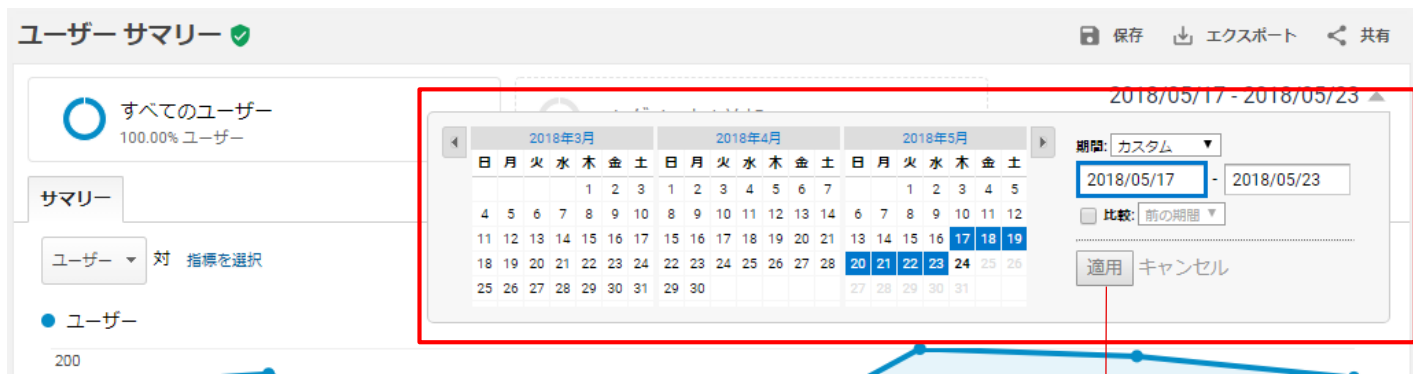 ユーザー サマリー
保存 エクスポート 共有
すべてのユーザー
100.00% ユーザー
2018/05/17 - 2018/05/23
サマリー
ユーザー 対 指標を選択
ユーザー
200
2018年3月 2018年4月 2018年5月
日 月 火 水 木 金 土 日 月 火 水 木 金 土 日 月 火 水 木 金 土
1 2 3 1 2 3 4 5 6 7 1 2 3 4 5
4 5 6 7 8 9 10 8 9 10 11 12 13 14 6 7 8 9 10 11 12
11 12 13 14 15 16 17 15 16 17 18 19 20 21 13 14 15 16 17 18 19
18 19 20 21 22 23 24 22 23 24 25 26 27 28 20 21 22 23 24 25 26
25 26 27 28 29 30 31 29 30 27 28 29 30 31
期間: カスタム
2018/05/17 - 2018/05/23
比較: 前の期間
適用 キャンセル